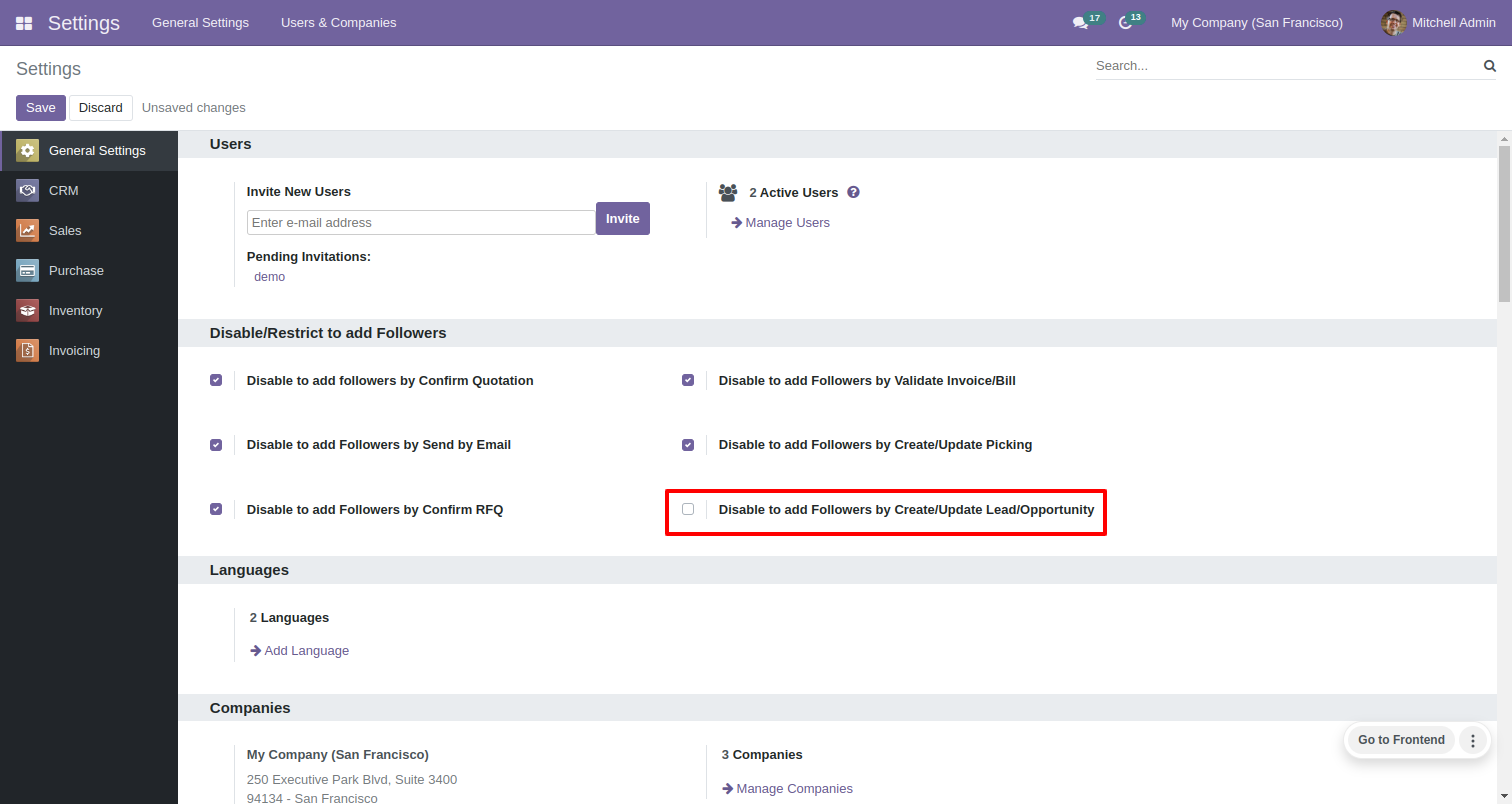 Settings General Settings Users & Companies 17 13 My Company (San Francisco) Mitchell Admin
Settings
Search...
Save Discard Unsaved changes
General Settings
CRM
Sales
Purchase
Inventory
Invoicing
Users
Invite New Users
Enter e-mail address Invite
Pending Invitations:
demo
2 Active Users ?
Manage Users
Disable/Restrict to add Followers
Disable to add followers by Confirm Quotation
Disable to add Followers by Validate Invoice/Bill
Disable to add Followers by Send by Email
Disable to add Followers by Create/Update Picking
Disable to add Followers by Confirm RFQ
Disable to add Followers by Create/Update Lead/Opportunity
Languages
2 Languages
Add Language
Companies
My Company (San Francisco)
250 Executive Park Blvd, Suite 3400
94134 - San Francisco
3 Companies
Manage Companies
Go to Frontend